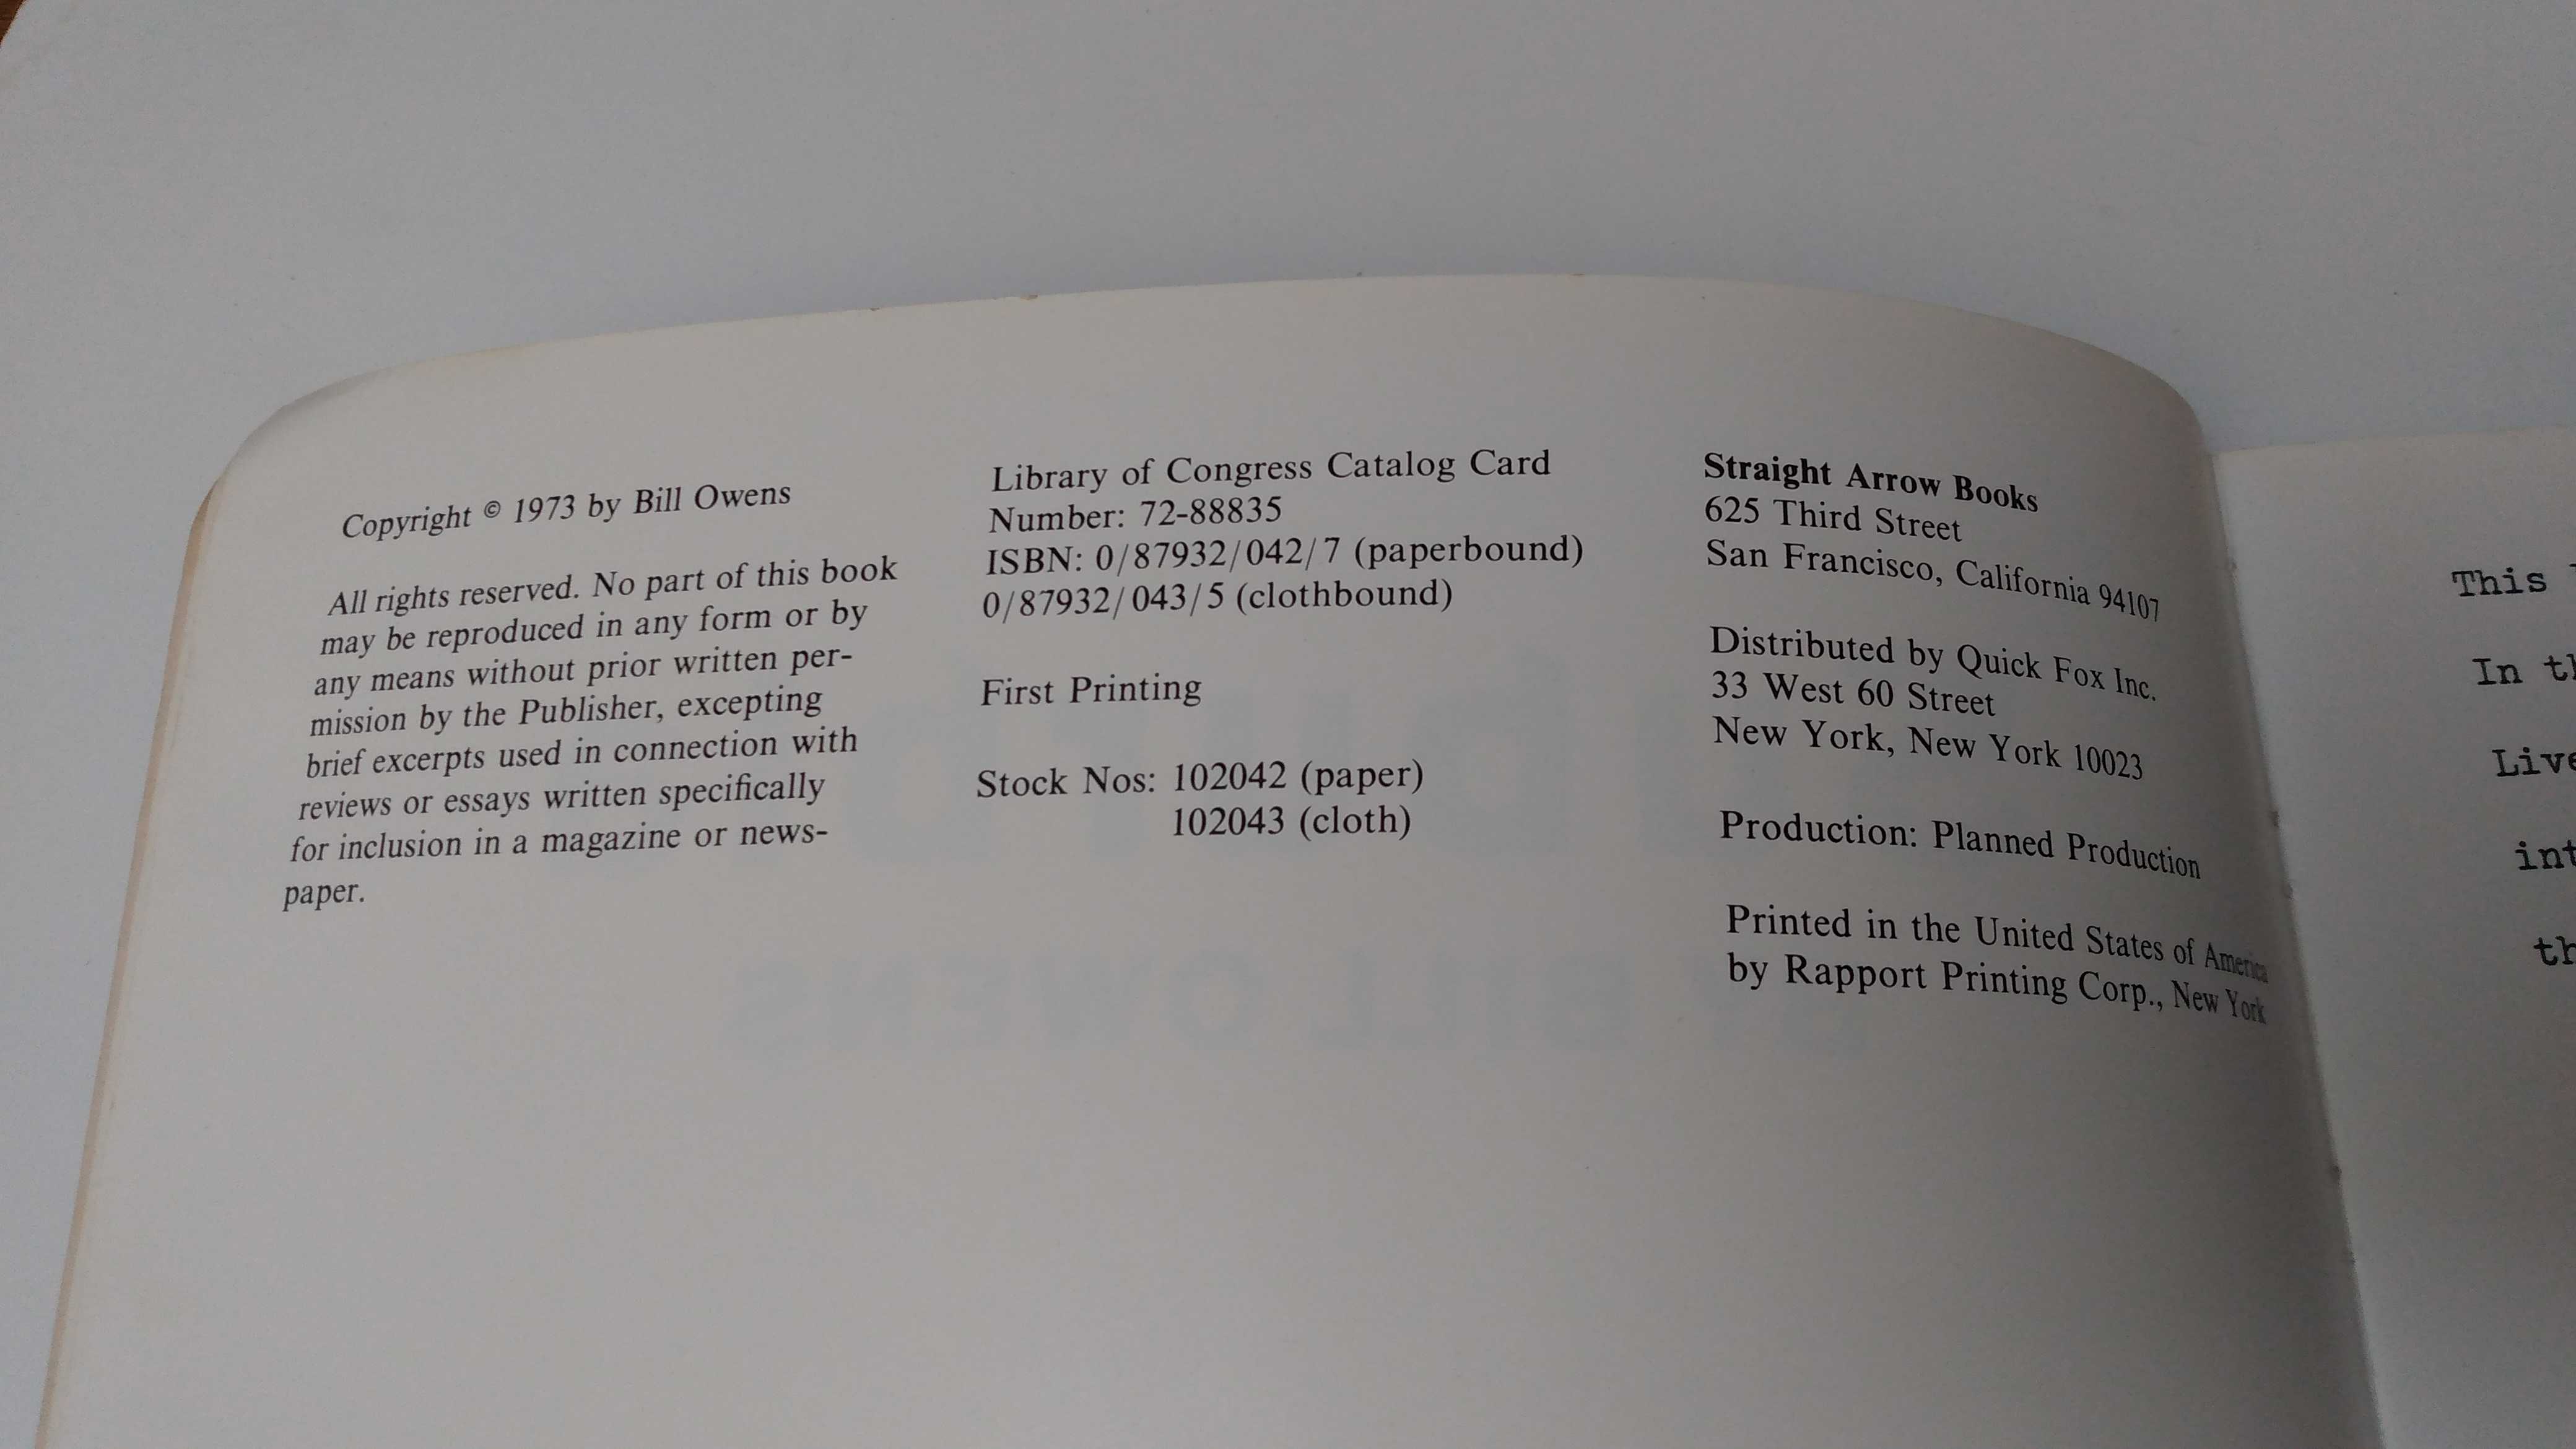 Copyright © 1973 by Bill Owens
All rights reserved. No part of this book
may be reproduced in any form or by
any means without prior written per-
mission by the Publisher, excepting
brief excerpts used in connection with
reviews or essays written specifically
for inclusion in a magazine or news-
paper.
Library of Congress Catalog Card
Number: 72-88835
ISBN: 0/87932/042/7 (paperbound)
0/87932/043/5 (clothbound)
First Printing
Stock Nos: 102042 (paper)
102043 (cloth)
Straight Arrow Books
625 Third Street
San Francisco, California 94107
Distributed by Quick Fox Inc.
33 West 60 Street
New York, New York 10023
Production: Planned Production
Printed in the United States of America
by Rapport Printing Corp., New York
This
In